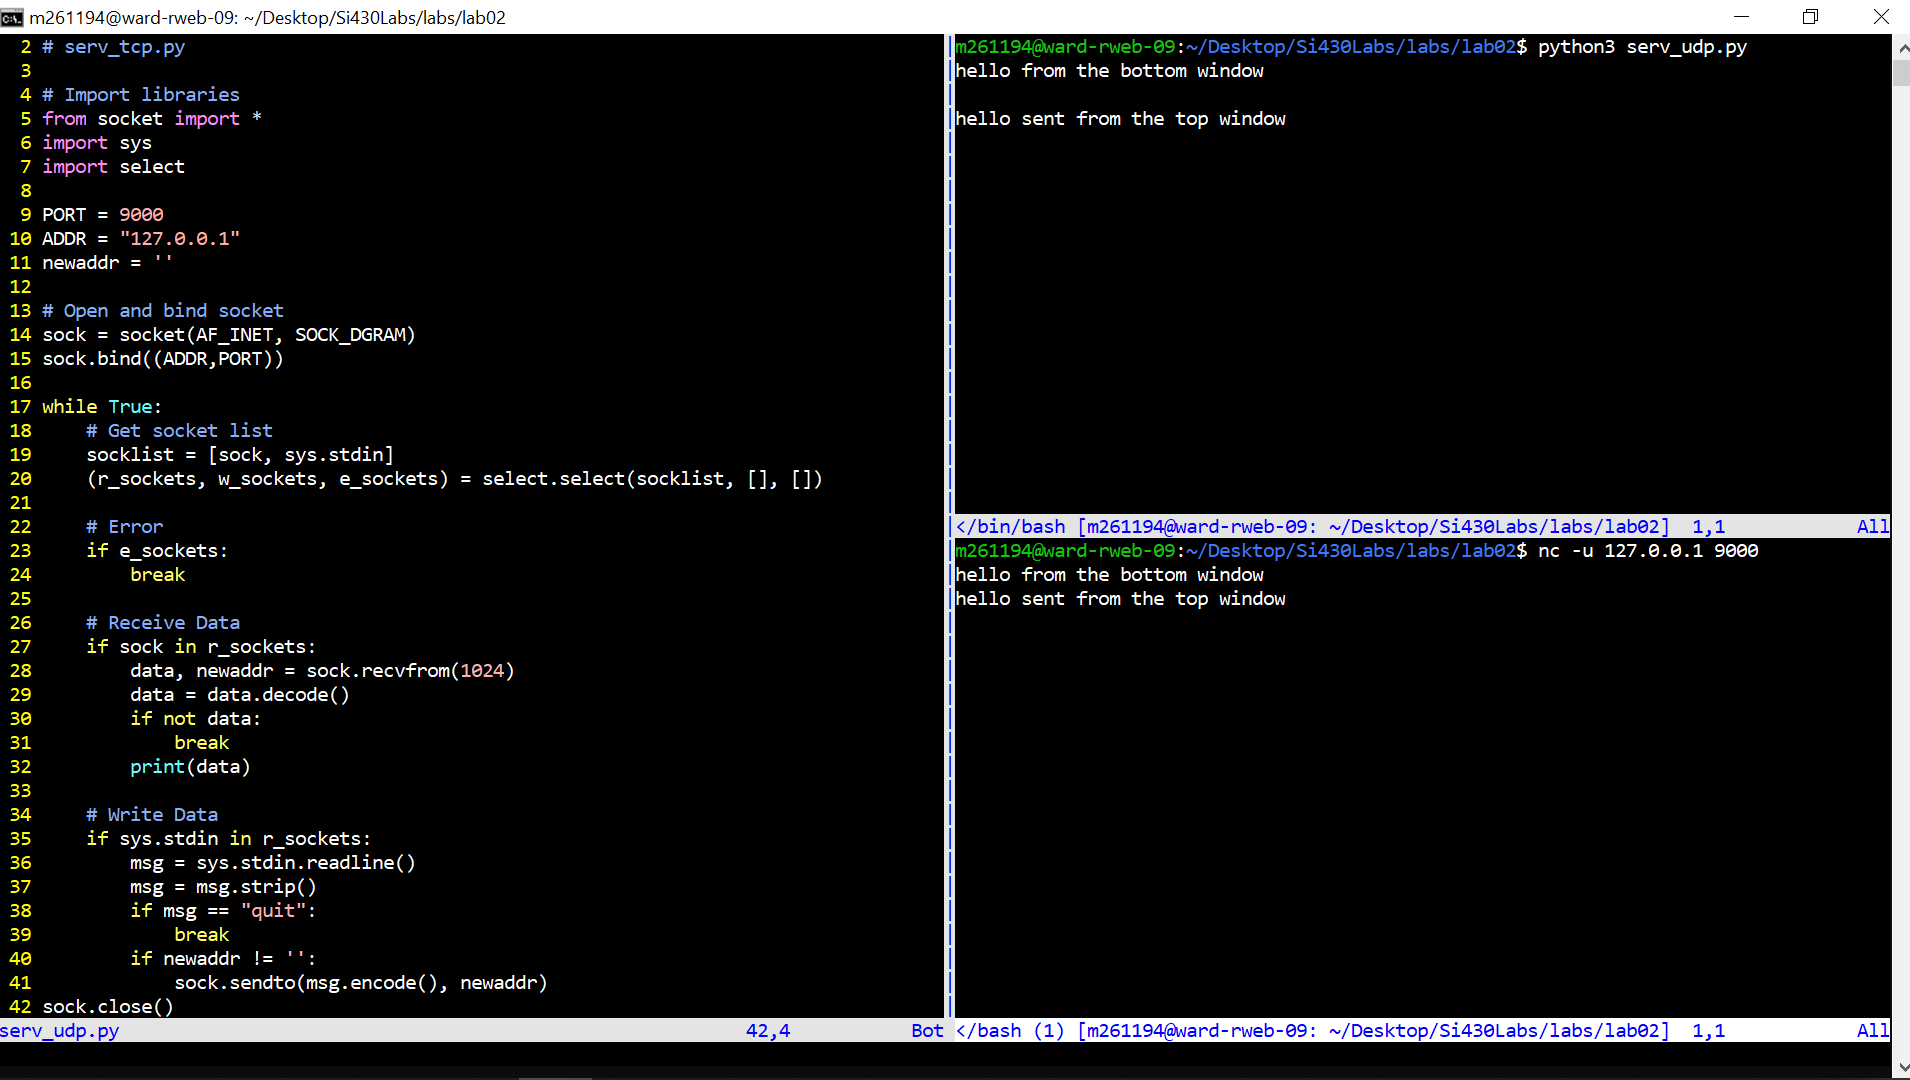 m261194@ward-rweb-09: ~/Desktop/Si430Labs/labs/lab02
2 # serv_tcp.py
3
4 # Import libraries
5 from socket import *
6 import sys
7 import select
8
9 PORT = 9000
10 ADDR = "127.0.0.1"
11 newaddr = ''
12
13 # Open and bind socket
14 sock = socket(AF_INET, SOCK_DGRAM)
15 sock.bind((ADDR,PORT))
16
17 while True:
18     # Get socket list
19     socklist = [sock, sys.stdin]
20     (r_sockets, w_sockets, e_sockets) = select.select(socklist, [], [])
21
22     # Error
23     if e_sockets:
24         break
25
26     # Receive Data
27     if sock in r_sockets:
28         data, newaddr = sock.recvfrom(1024)
29         data = data.decode()
30         if not data:
31             break
32         print(data)
33
34     # Write Data
35     if sys.stdin in r_sockets:
36         msg = sys.stdin.readline()
37         msg = msg.strip()
38         if msg == "quit":
39             break
40         if newaddr != '':
41             sock.sendto(msg.encode(), newaddr)
42 sock.close()
serv_udp.py 42,4 Bot
m261194@ward-rweb-09:~/Desktop/Si430Labs/labs/lab02$ python3 serv_udp.py
hello from the bottom window
hello sent from the top window
</bin/bash [m261194@ward-rweb-09: ~/Desktop/Si430Labs/labs/lab02] 1,1 All
m261194@ward-rweb-09:~/Desktop/Si430Labs/labs/lab02$ nc -u 127.0.0.1 9000
hello from the bottom window
hello sent from the top window
</bash (1) [m261194@ward-rweb-09: ~/Desktop/Si430Labs/labs/lab02] 1,1 All